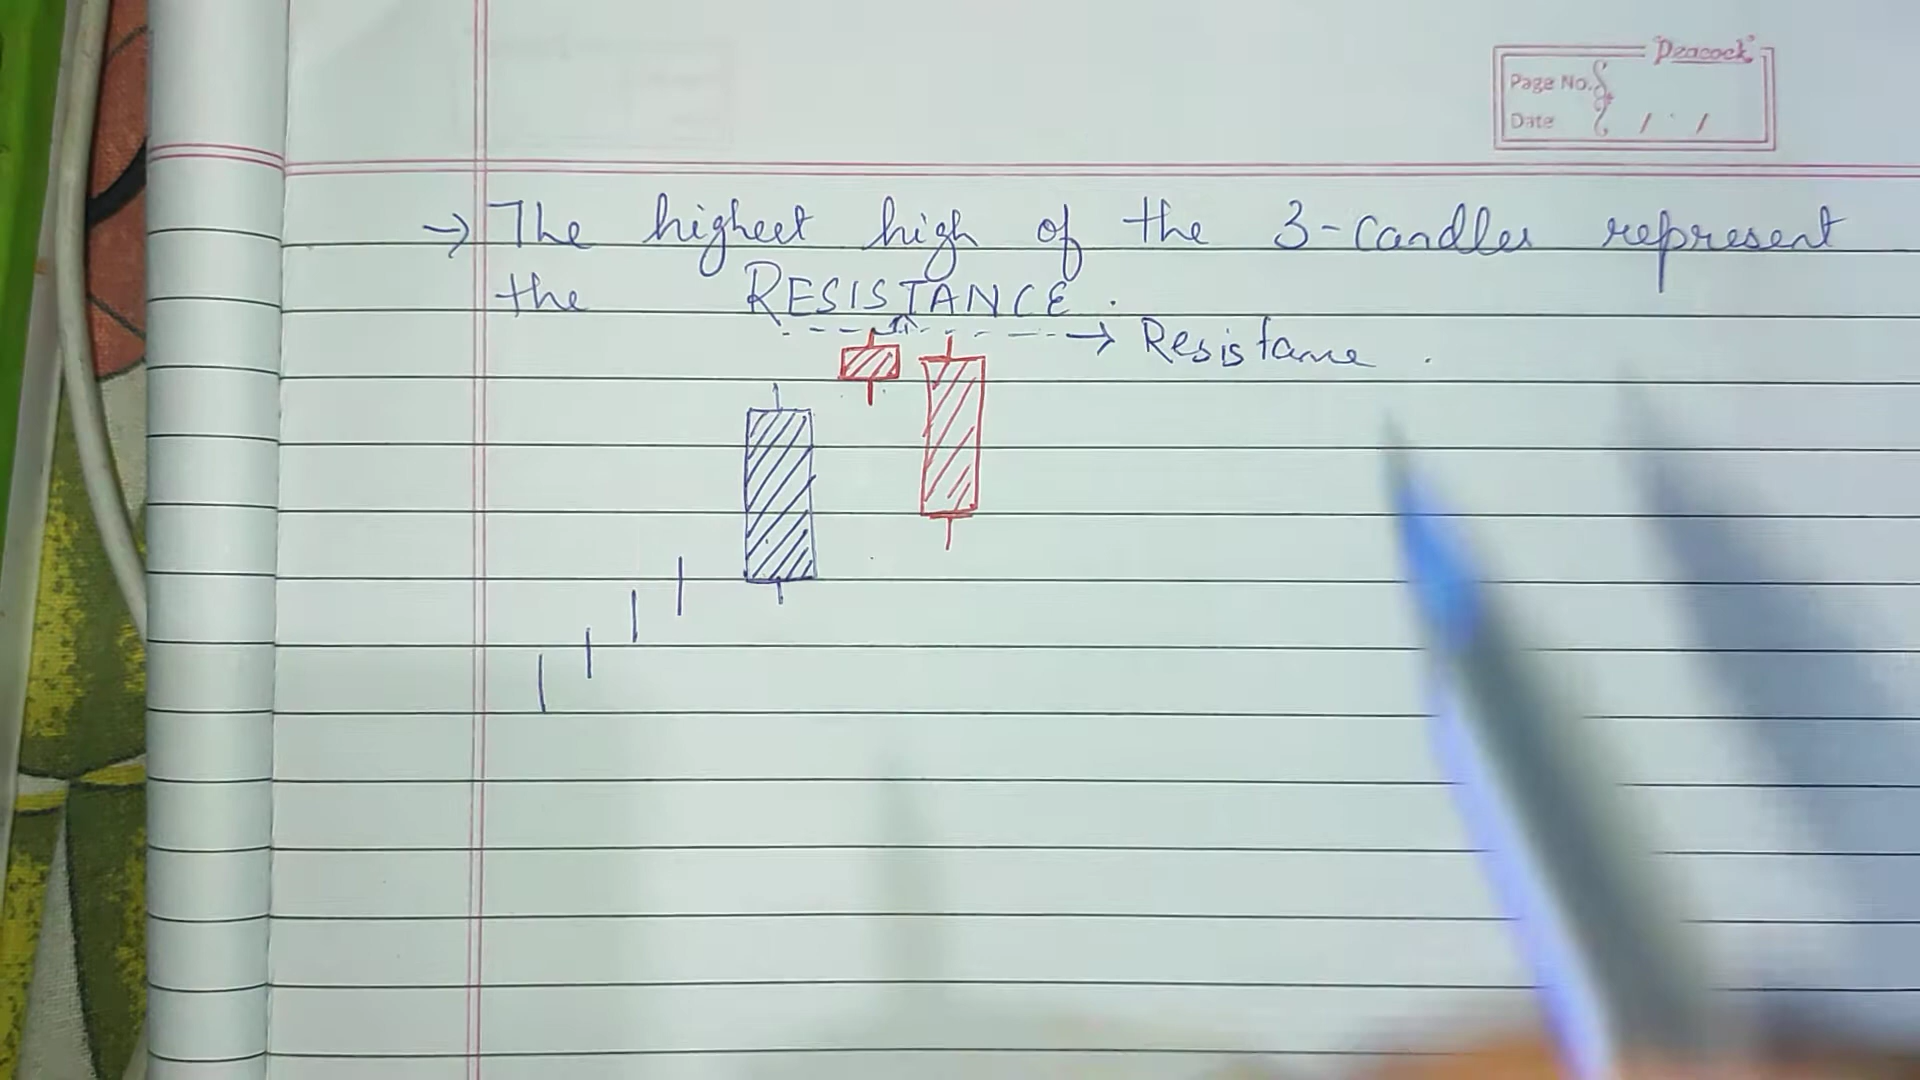 Peacock
Page No.
Date / /
→ The highest high of the 3-candles represent
the RESISTANCE.
→ Resistance.